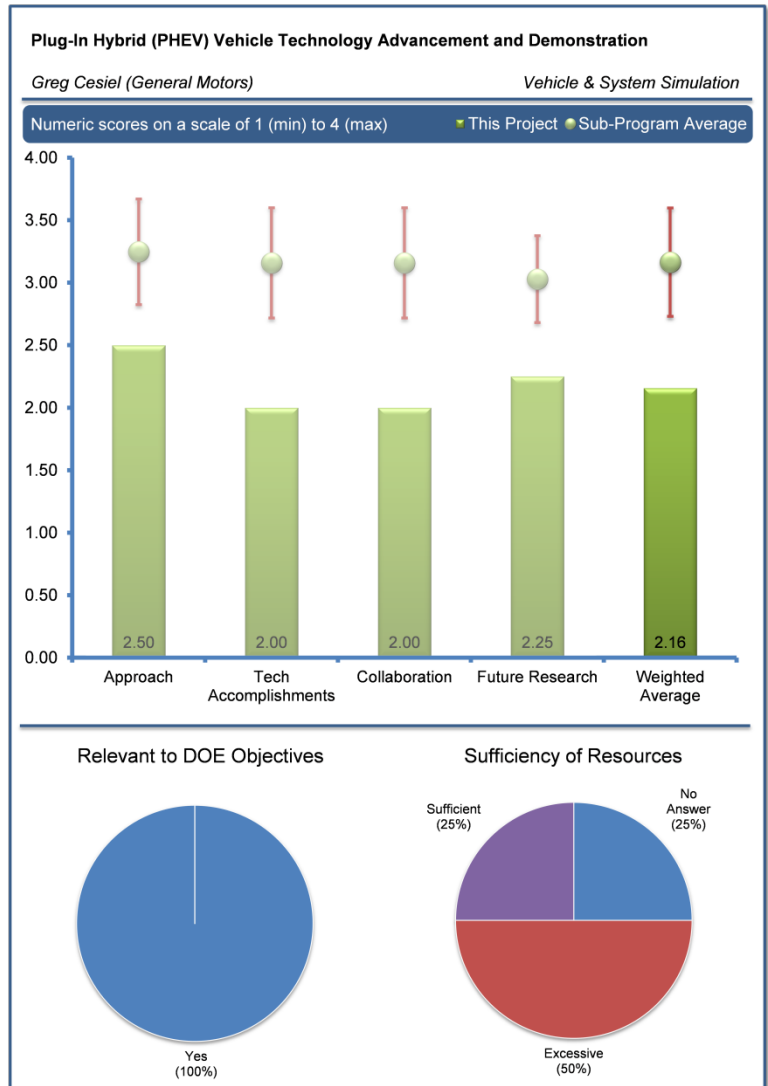 Plug-In Hybrid (PHEV) Vehicle Technology Advancement and Demonstration
Greg Cesiel (General Motors)
Vehicle & System Simulation
Numeric scores on a scale of 1 (min) to 4 (max)
This Project
Sub-Program Average
4.00
3.50
3.00
2.50
2.00
1.50
1.00
0.50
0.00
2.50
2.00
2.00
2.25
2.16
Approach
Tech
Accomplishments
Collaboration
Future Research
Weighted
Average
Relevant to DOE Objectives
Yes
(100%)
Sufficiency of Resources
Sufficient
(25%)
No
Answer
(25%)
Excessive
(50%)